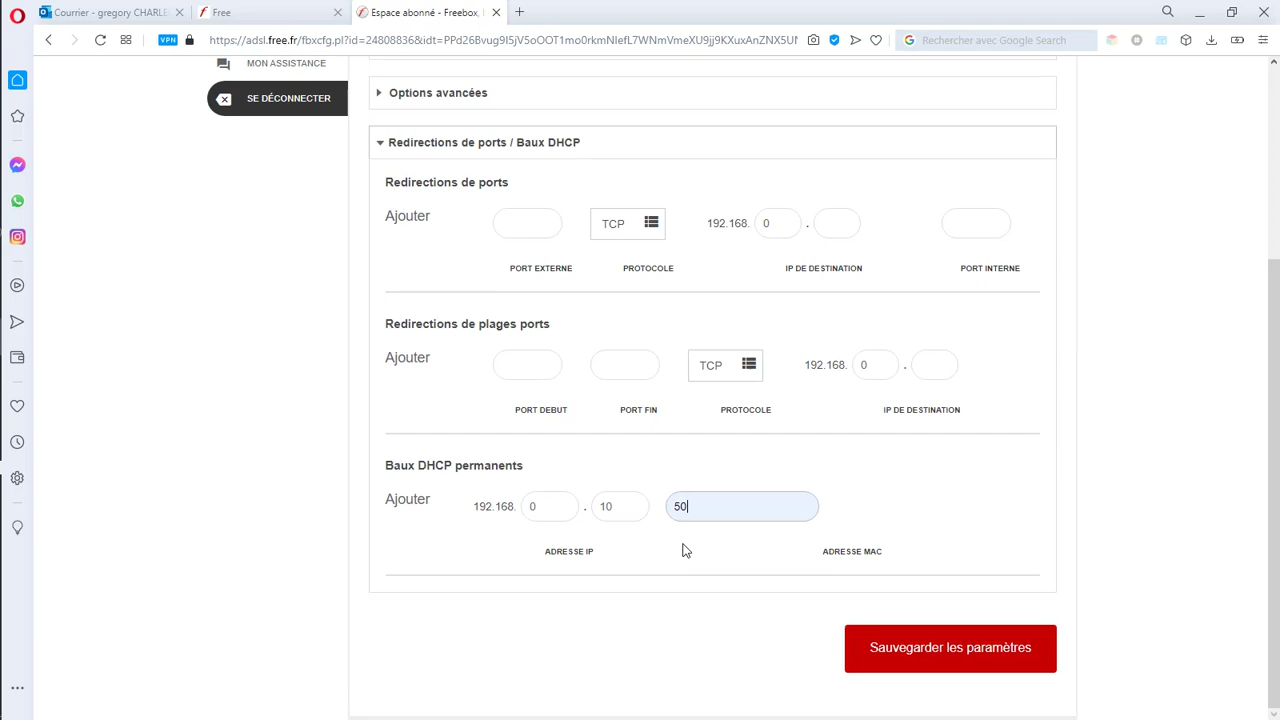 Courrier - gregory CHARLE
Free
Espace abonné - Freebox,
VPN
https://adsl.free.fr/fbxcfg.pl?id=24808836&idt=PPd26Bvug9I5jV5oOOT1mo0rkmNIefL7WNmVmeXU9jj9KXuxAnZNX5UM
Rechercher avec Google Search
MON ASSISTANCE
SE DÉCONNECTER
Options avancées
Redirections de ports / Baux DHCP
Redirections de ports
Ajouter
TCP
192.168.
0
.
PORT EXTERNE
PROTOCOLE
IP DE DESTINATION
PORT INTERNE
Redirections de plages ports
Ajouter
TCP
192.168.
0
.
PORT DEBUT
PORT FIN
PROTOCOLE
IP DE DESTINATION
Baux DHCP permanents
Ajouter
192.168.
0
.
10
50
ADRESSE IP
ADRESSE MAC
Sauvegarder les paramètres